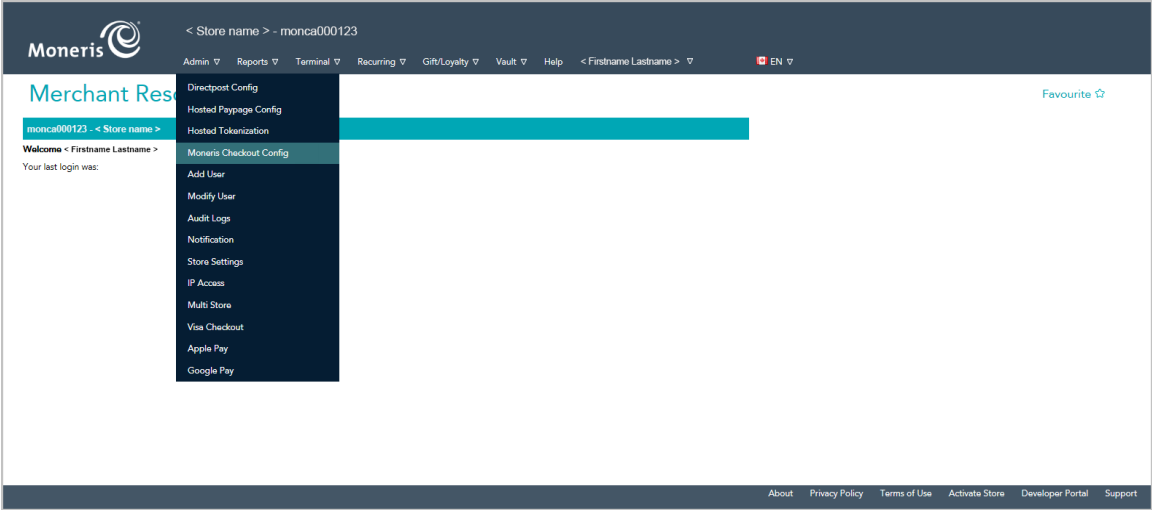 Moneris
< Store name > - monca000123
Admin ▽ Reports ▽ Terminal ▽ Recurring ▽ Gift/Loyalty ▽ Vault ▽ Help < Firstname Lastname > ▽ EN ▽
Merchant Res
Favourite ☆
monca000123 - < Store name >
Welcome < Firstname Lastname >
Your last login was:
Directpost Config
Hosted Paypage Config
Hosted Tokenization
Moneris Checkout Config
Add User
Modify User
Audit Logs
Notification
Store Settings
IP Access
Multi Store
Visa Checkout
Apple Pay
Google Pay
About Privacy Policy Terms of Use Activate Store Developer Portal Support